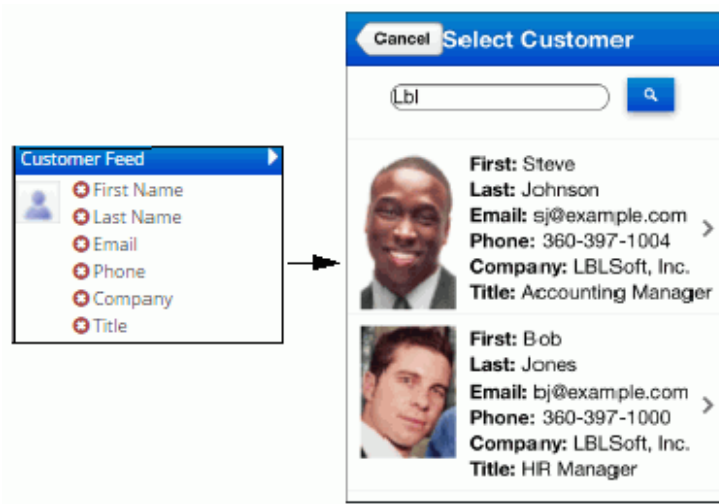 Customer Feed
First Name
Last Name
Email
Phone
Company
Title
Cancel Select Customer
Lbl
First: Steve
Last: Johnson
Email: sj@example.com
Phone: 360-397-1004
Company: LBLSoft, Inc.
Title: Accounting Manager
First: Bob
Last: Jones
Email: bj@example.com
Phone: 360-397-1000
Company: LBLSoft, Inc.
Title: HR Manager